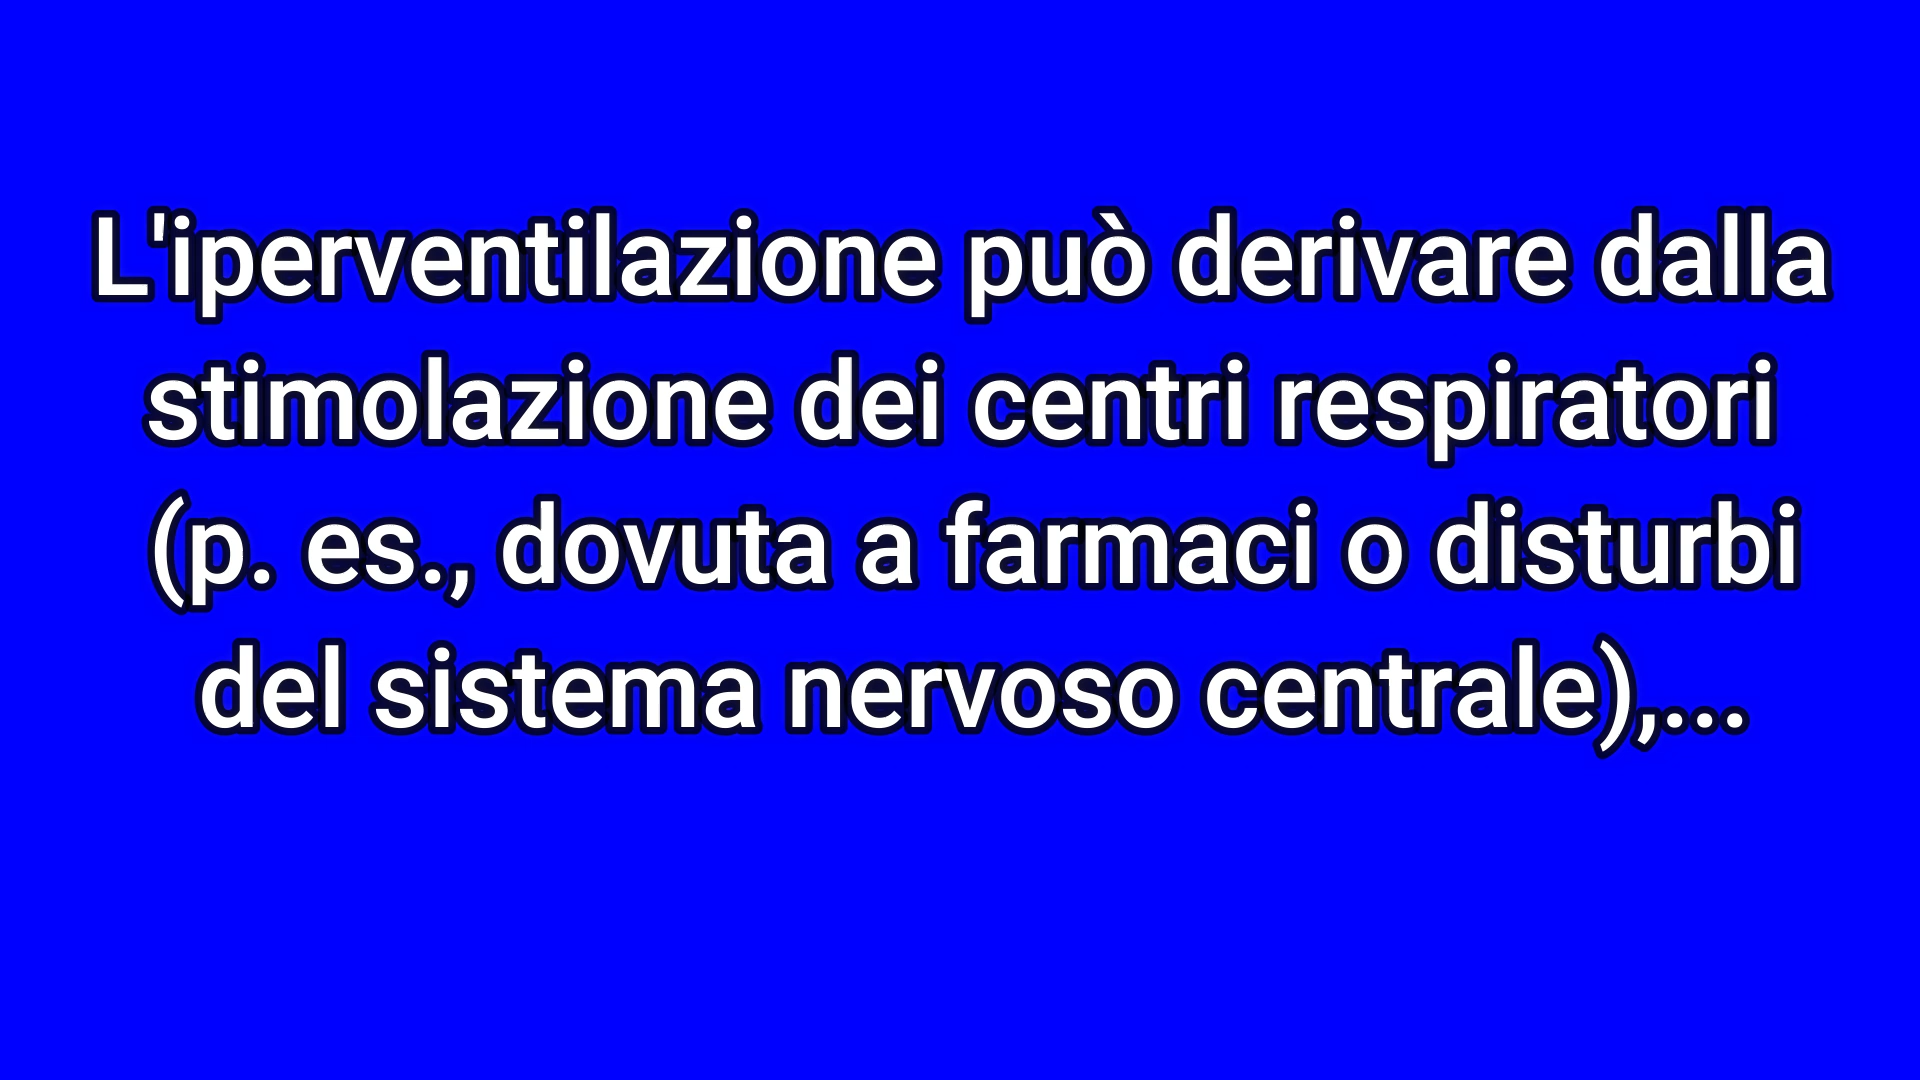 L'iperventilazione può derivare dalla
stimolazione dei centri respiratori
(p. es., dovuta a farmaci o disturbi
del sistema nervoso centrale),...